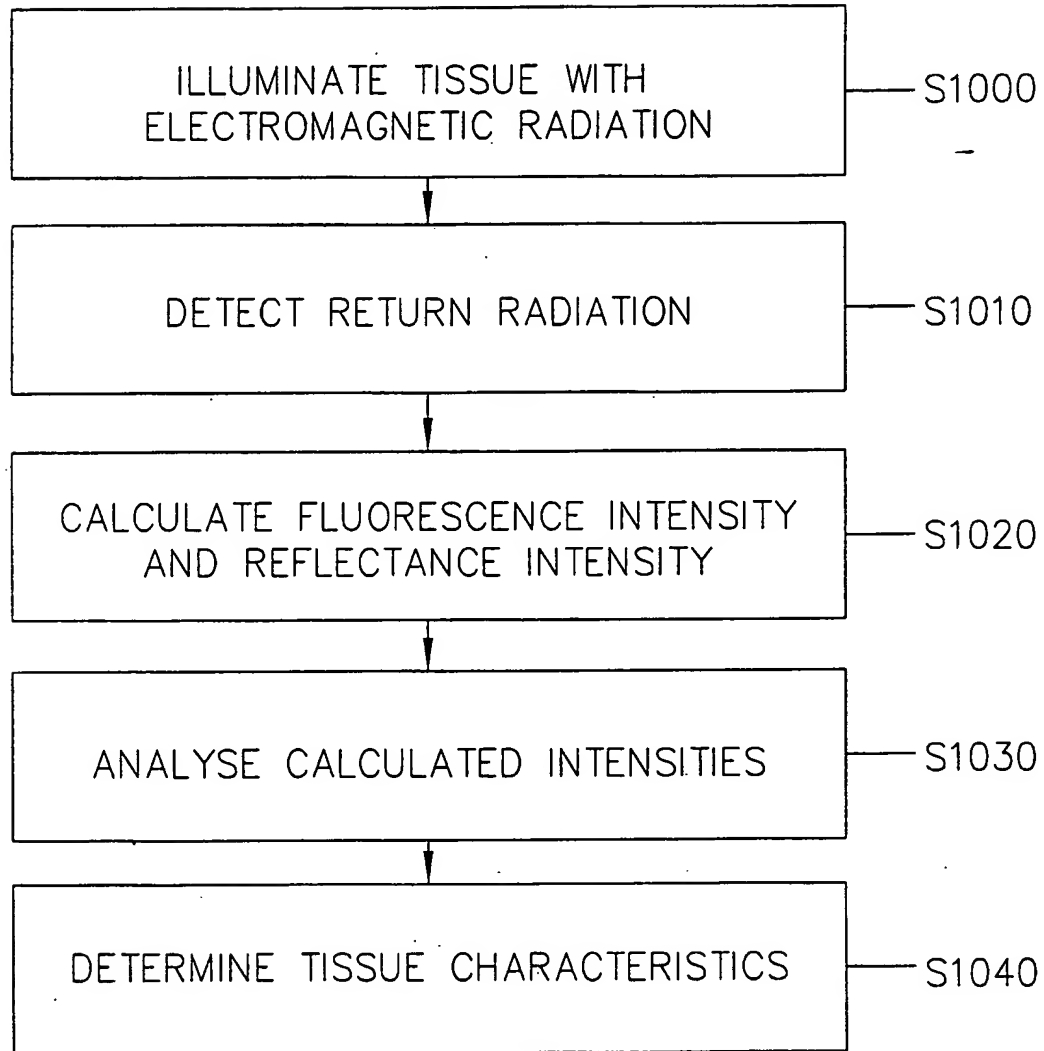 ILLUMINATE TISSUE WITH
ELECTROMAGNETIC RADIATION
S1000
DETECT RETURN RADIATION
S1010
CALCULATE FLUORESCENCE INTENSITY
AND REFLECTANCE INTENSITY
S1020
ANALYSE CALCULATED INTENSITIES
S1030
DETERMINE TISSUE CHARACTERISTICS
S1040